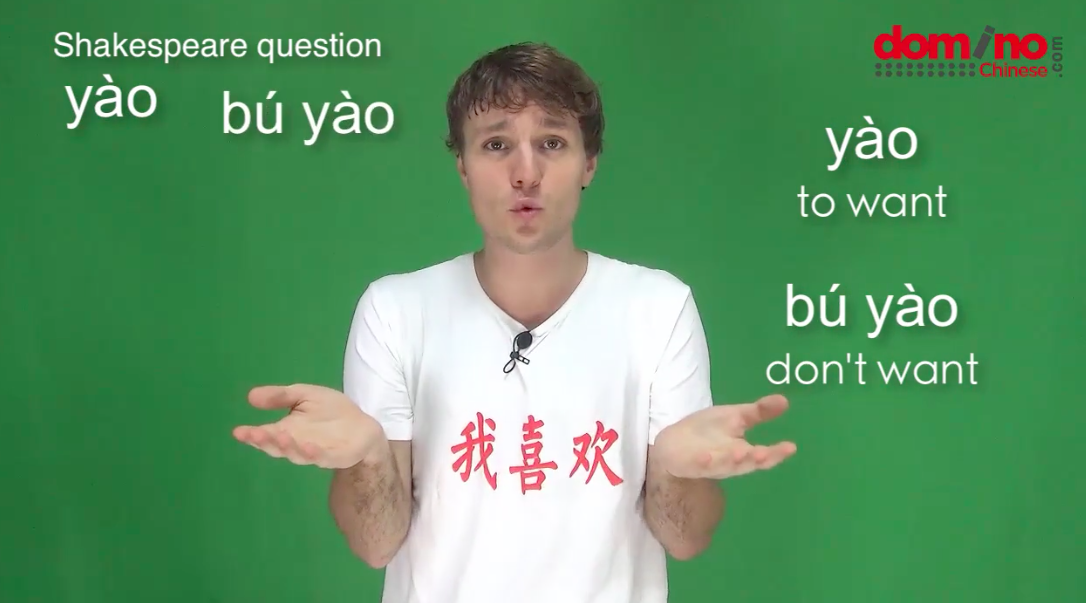 Shakespeare question
yào bú yào
domino
Chinese
.com
yào
to want
bú yào
don't want
我喜欢